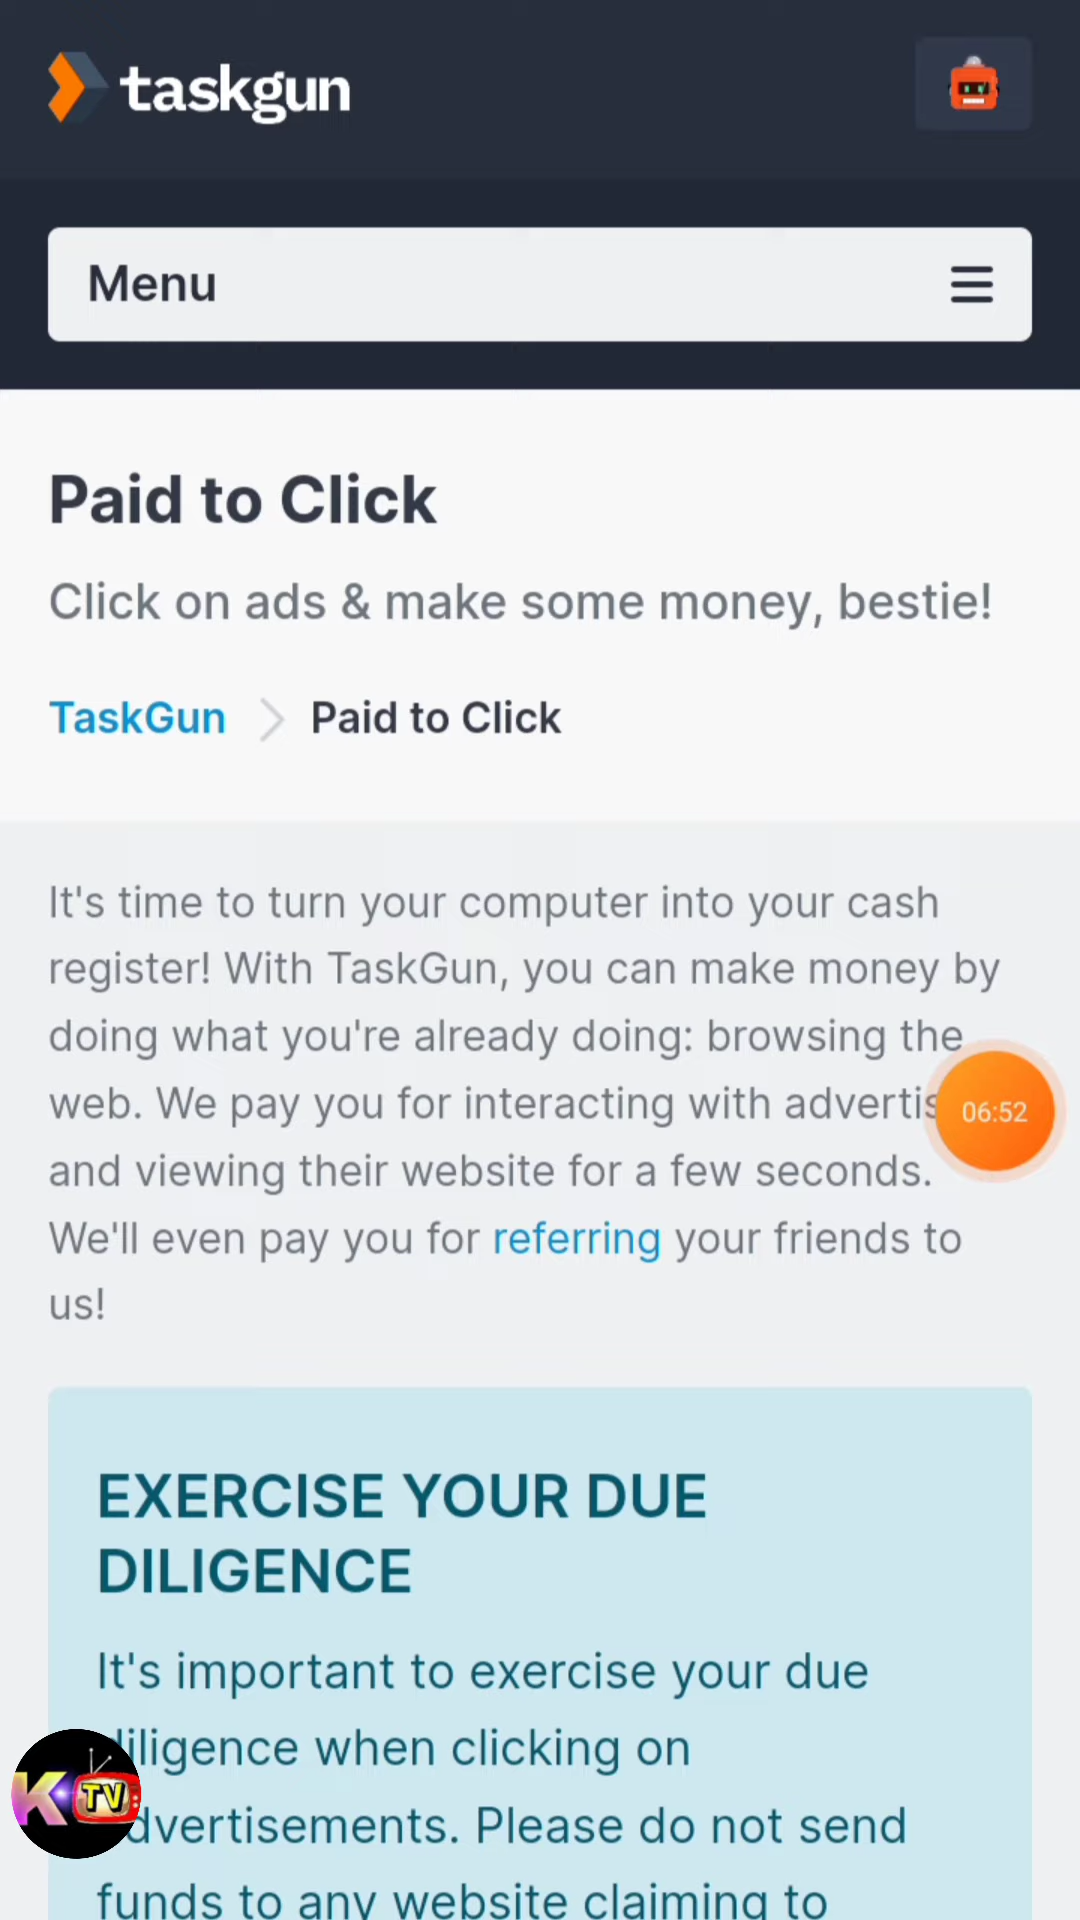 taskgun
Menu
Paid to Click
Click on ads & make some money, bestie!
TaskGun Paid to Click
It's time to turn your computer into your cash
register! With TaskGun, you can make money by
doing what you're already doing: browsing the
web. We pay you for interacting with
06:52
and viewing their website for a few seconds.
We'll even pay you for referring your friends to
us!
EXERCISE YOUR DUE
DILIGENCE
It's important to exercise your due
diligence when clicking on
K TV
advertisements. Please do not send
funds to any website claiming to